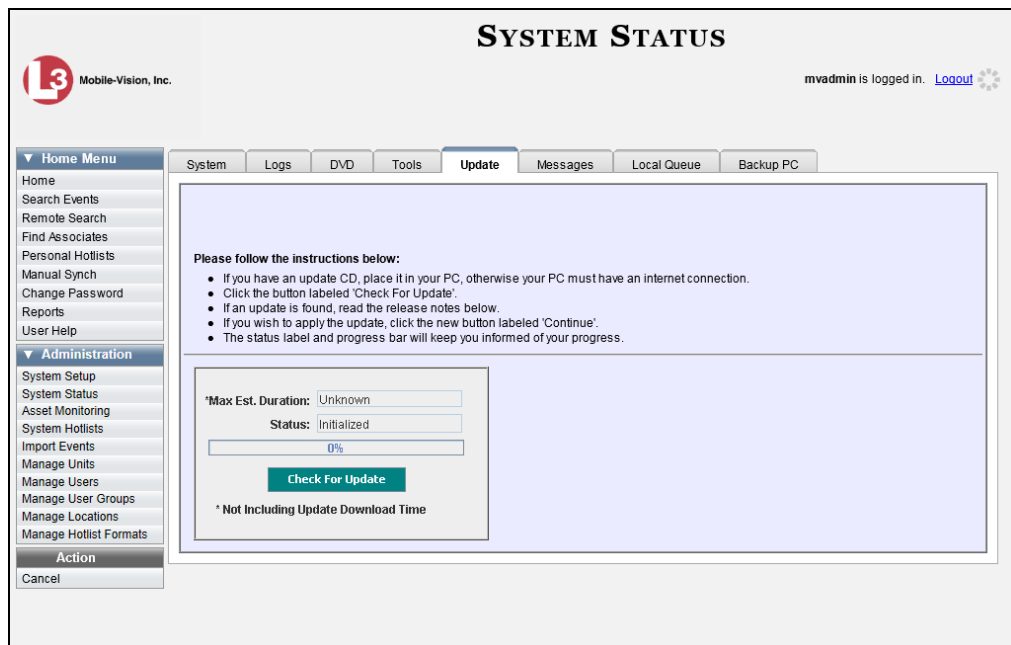 SYSTEM STATUS
L3 Mobile-Vision, Inc.
mvadmin is logged in. Logout
▼ Home Menu
Home
Search Events
Remote Search
Find Associates
Personal Hotlists
Manual Synch
Change Password
Reports
User Help
▼ Administration
System Setup
System Status
Asset Monitoring
System Hotlists
Import Events
Manage Units
Manage Users
Manage User Groups
Manage Locations
Manage Hotlist Formats
Action
Cancel
System Logs DVD Tools Update Messages Local Queue Backup PC
Please follow the instructions below:
• If you have an update CD, place it in your PC, otherwise your PC must have an internet connection.
• Click the button labeled 'Check For Update'.
• If an update is found, read the release notes below.
• If you wish to apply the update, click the new button labeled 'Continue'.
• The status label and progress bar will keep you informed of your progress.
*Max Est. Duration: Unknown
Status: Initialized
0%
Check For Update
* Not Including Update Download Time